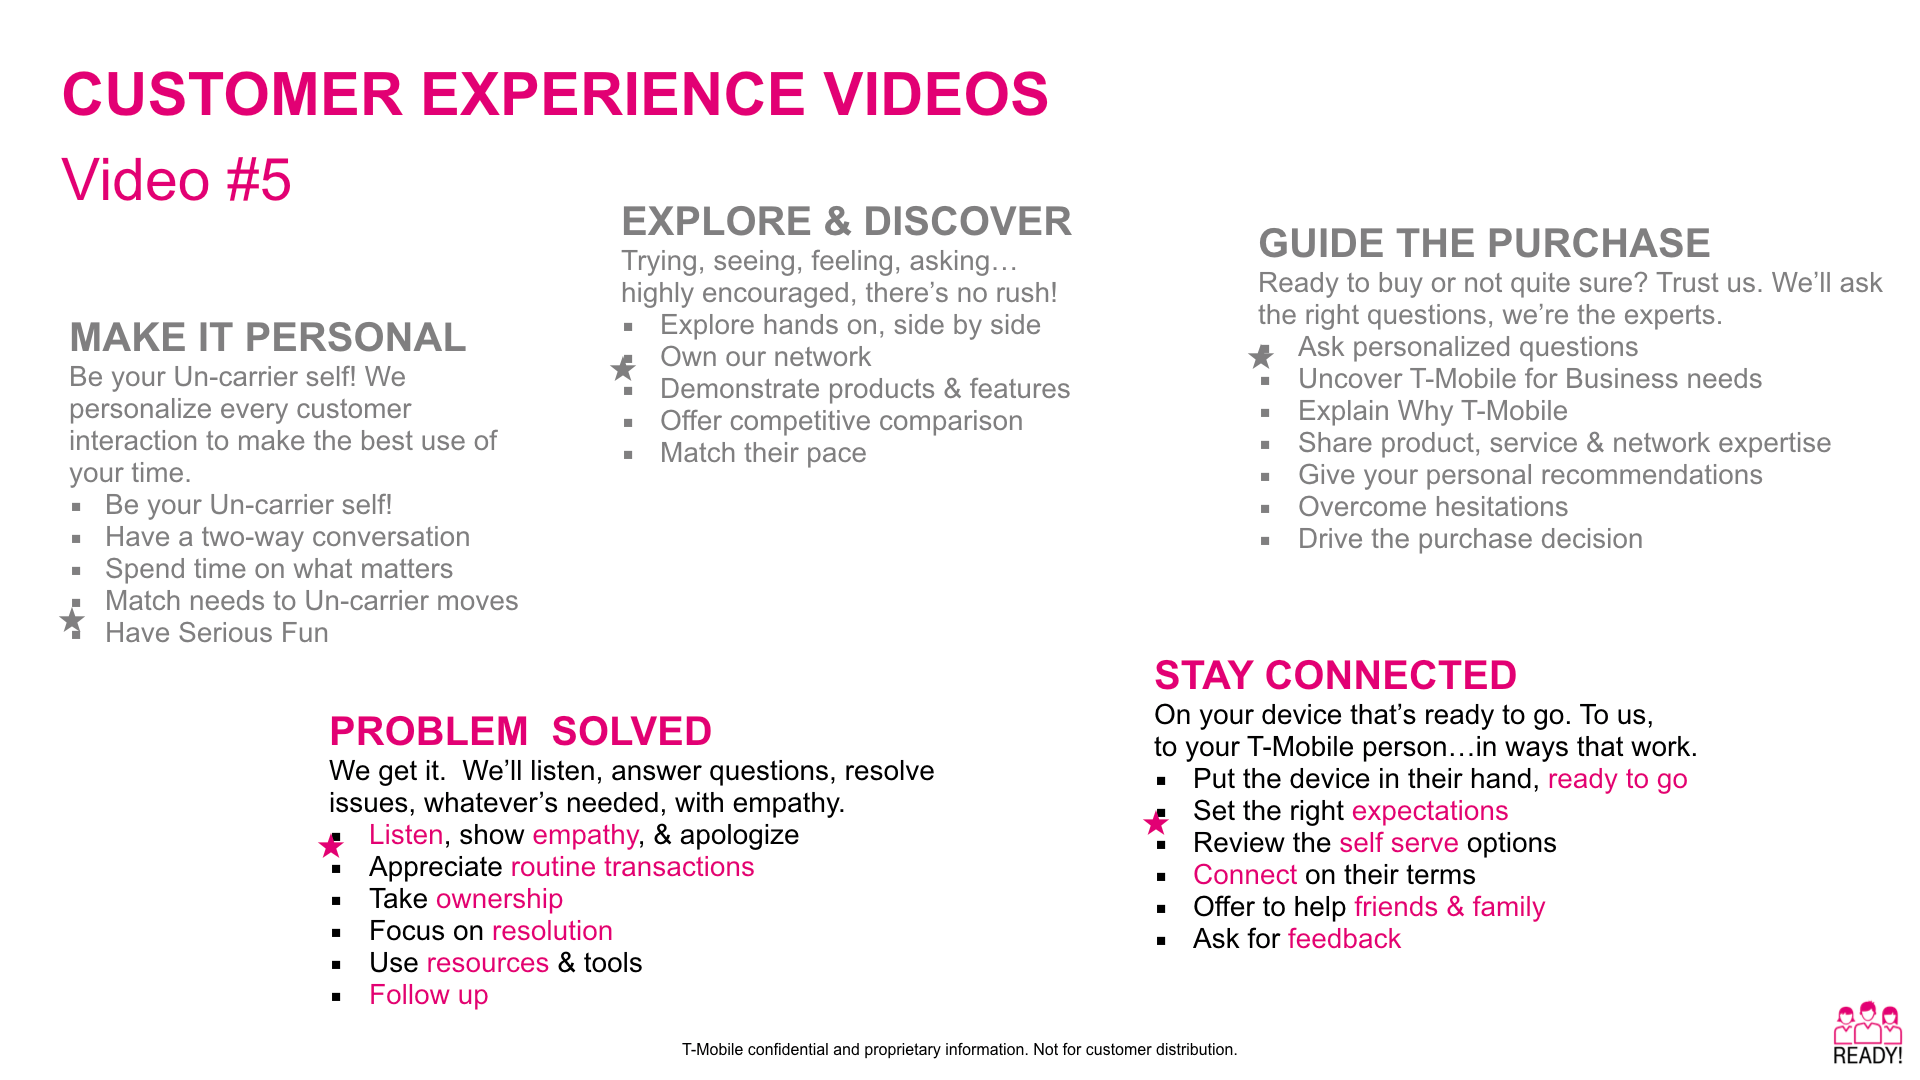 CUSTOMER EXPERIENCE VIDEOS
Video #5
MAKE IT PERSONAL
Be your Un-carrier self! We
personalize every customer
interaction to make the best use of
your time.
▪ Be your Un-carrier self!
▪ Have a two-way conversation
▪ Spend time on what matters
▪ Match needs to Un-carrier moves
▪ Have Serious Fun
EXPLORE & DISCOVER
Trying, seeing, feeling, asking…
highly encouraged, there’s no rush!
▪ Explore hands on, side by side
▪ Own our network
▪ Demonstrate products & features
▪ Offer competitive comparison
▪ Match their pace
GUIDE THE PURCHASE
Ready to buy or not quite sure? Trust us. We’ll ask
the right questions, we’re the experts.
▪ Ask personalized questions
▪ Uncover T-Mobile for Business needs
▪ Explain Why T-Mobile
▪ Share product, service & network expertise
▪ Give your personal recommendations
▪ Overcome hesitations
▪ Drive the purchase decision
PROBLEM  SOLVED
We get it.  We’ll listen, answer questions, resolve
issues, whatever’s needed, with empathy.
▪ Listen, show empathy, & apologize
▪ Appreciate routine transactions
▪ Take ownership
▪ Focus on resolution
▪ Use resources & tools
▪ Follow up
STAY CONNECTED
On your device that’s ready to go. To us,
to your T-Mobile person…in ways that work.
▪ Put the device in their hand, ready to go
▪ Set the right expectations
▪ Review the self serve options
▪ Connect on their terms
▪ Offer to help friends & family
▪ Ask for feedback
T-Mobile confidential and proprietary information. Not for customer distribution.
READY!